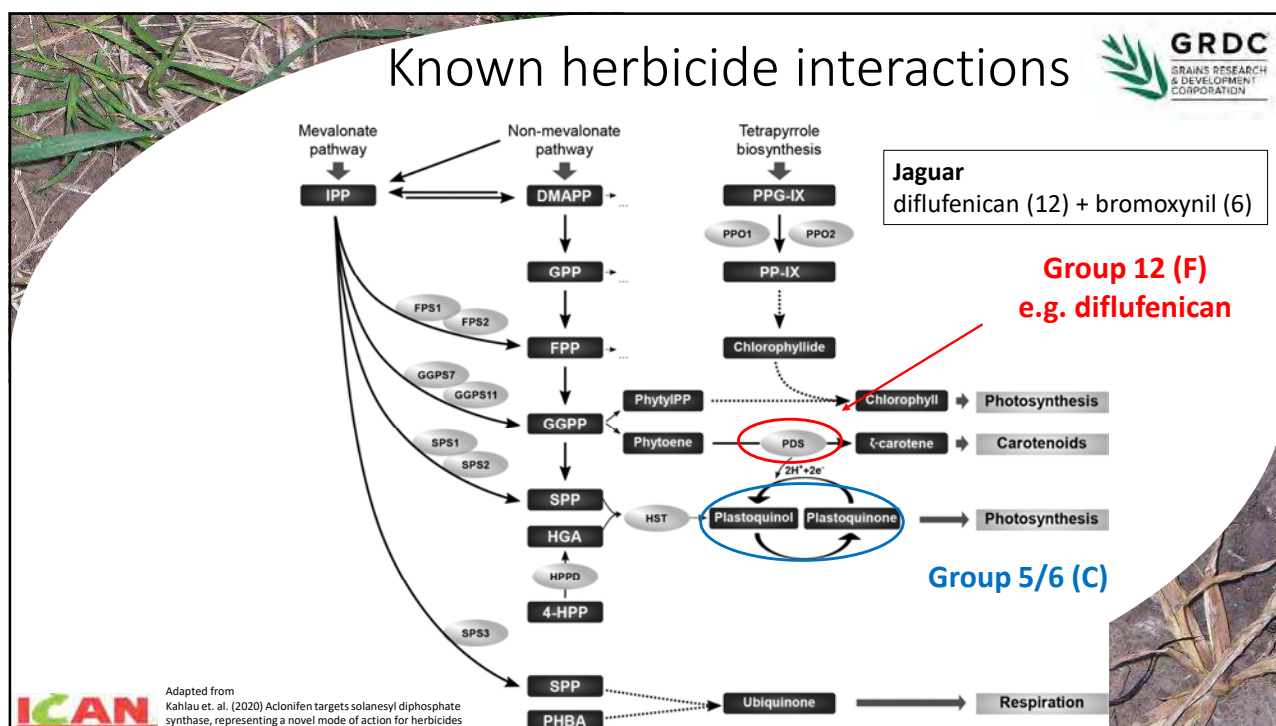 Known herbicide interactions
GRDC
GRAINS RESEARCH
& DEVELOPMENT
CORPORATION
Mevalonate
pathway
Non-mevalonate
pathway
Tetrapyrrole
biosynthesis
Jaguar
diflufenican (12) + bromoxynil (6)
IPP
DMAPP
...
PPG-IX
PPO1
PPO2
Group 12 (F)
e.g. diflufenican
GPP
...
PP-IX
FPS1
FPS2
FPP
...
Chlorophyllide
GGPS7
GGPS11
PhytylPP
Chlorophyll
Photosynthesis
GGPP
Phytoene
PDS
ζ-carotene
Carotenoids
SPS1
SPS2
2H⁺+2e⁻
SPP
HST
Plastoquinol
Plastoquinone
Photosynthesis
HGA
HPPD
Group 5/6 (C)
4-HPP
SPS3
SPP
Ubiquinone
Respiration
PHBA
ICAN
Adapted from
Kahlau et. al. (2020) Aclonifen targets solanesyl diphosphate
synthase, representing a novel mode of action for herbicides